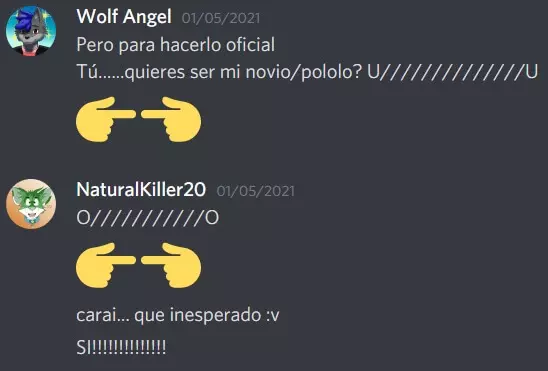 Wolf Angel 01/05/2021
Pero para hacerlo oficial
Tú......quieres ser mi novio/pololo? U//////////////U
NaturalKiller20 01/05/2021
O///////////O
carai... que inesperado :v
SI!!!!!!!!!!!!!!